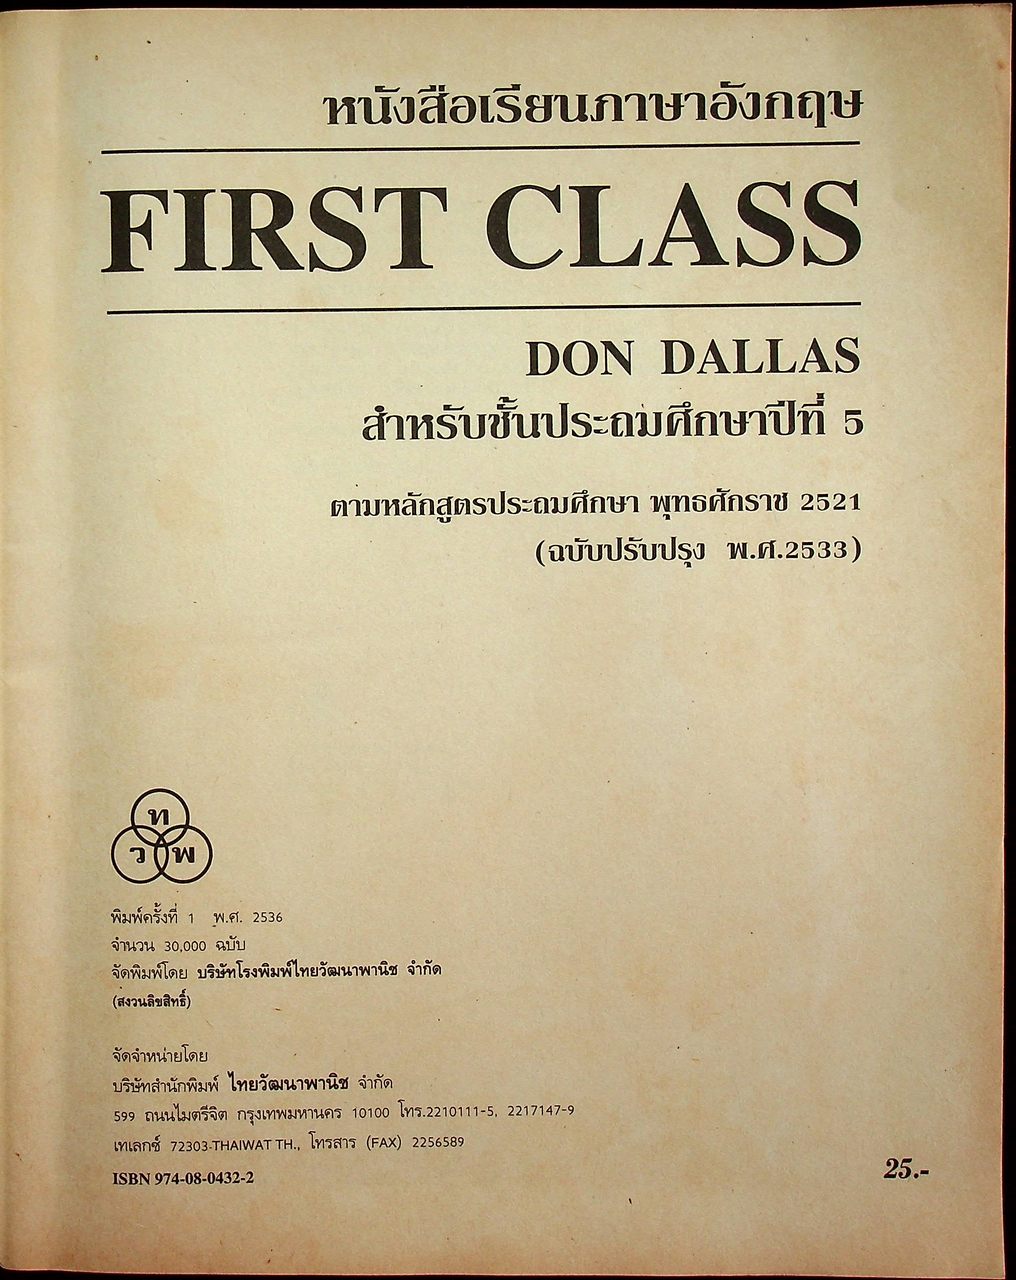 หนังสือเรียนภาษาอังกฤษ
FIRST CLASS
DON DALLAS
สำหรับชั้นประถมศึกษาปีที่ 5
ตามหลักสูตรประถมศึกษา พุทธศักราช 2521
(ฉบับปรับปรุง พ.ศ.2533)
ท
ว พ
พิมพ์ครั้งที่ 1 พ.ศ. 2536
จำนวน 30,000 ฉบับ
จัดพิมพ์โดย บริษัทโรงพิมพ์ไทยวัฒนาพานิช จำกัด
(สงวนลิขสิทธิ์)
จัดจำหน่ายโดย
บริษัทสำนักพิมพ์ ไทยวัฒนาพานิช จำกัด
599 ถนนไมตรีจิต กรุงเทพมหานคร 10100 โทร.2210111-5, 2217147-9
เทเลกซ์ 72303-THAIWAT TH., โทรสาร (FAX) 2256589
ISBN 974-08-0432-2
25.-